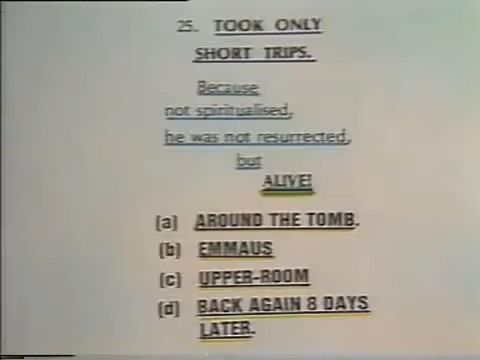 25. TOOK ONLY
SHORT TRIPS.
Because
not spiritualised,
he was not resurrected,
but
ALIVE!
(a) AROUND THE TOMB.
(b) EMMAUS
(c) UPPER-ROOM
(d) BACK AGAIN 8 DAYS
LATER.